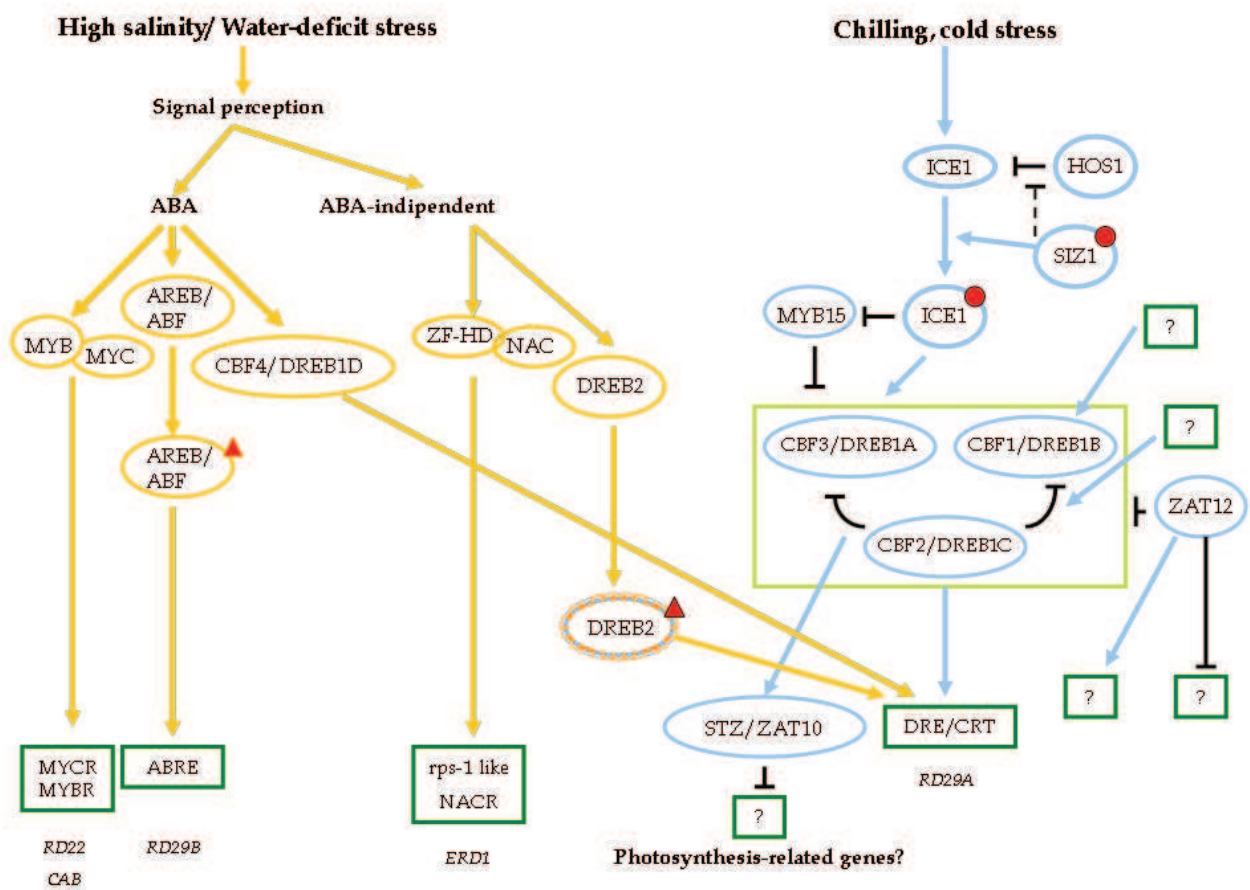 High salinity/ Water-deficit stress
Chilling, cold stress
Signal perception
ICE1
HOS1
ABA
ABA-indipendent
SIZ1
AREB/
ABF
MYB15
ICE1
?
MYB
MYC
ZF-HD
NAC
CBF4/DREB1D
DREB2
?
CBF3/DREB1A
CBF1/DREB1B
AREB/
ABF
ZAT12
CBF2/DREB1C
DREB2
?
?
STZ/ZAT10
DRE/CRT
MYCR
MYBR
ABRE
rps-1 like
NACR
RD29A
?
RD22
CAB
RD29B
ERD1
Photosynthesis-related genes?